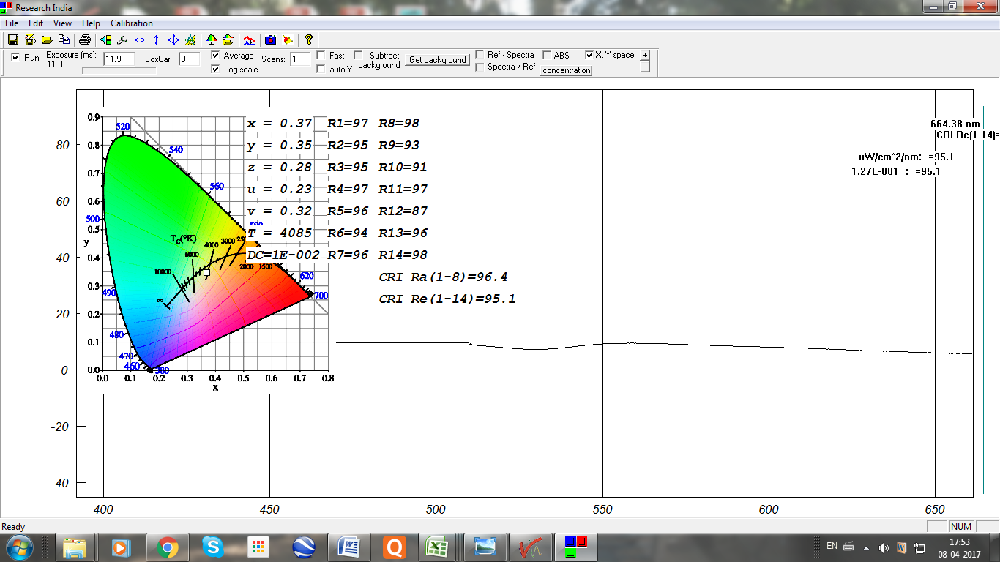 Research India
File Edit View Help Calibration
Run Exposure (ms): 11.9 BoxCar: 0 Average Scans: 1 Fast Subtract background Get background Ref - Spectra ABS X, Y space +
11.9 Log scale auto Y Spectra / Ref concentration -
x = 0.37 R1=97 R8=98
y = 0.35 R2=95 R9=93
z = 0.28 R3=95 R10=91
u = 0.23 R4=97 R11=97
v = 0.32 R5=96 R12=87
T = 4085 R6=94 R13=96
DC=1E-002 R7=96 R14=98
CRI Ra(1-8)=96.4
CRI Re(1-14)=95.1
664.38 nm
CRI Re(1-14)=
uW/cm^2/nm: =95.1
1.27E-001 : =95.1
0.9
0.8
0.7
0.6
0.5
y
0.4
0.3
0.2
0.1
0.0
0.0 0.1 0.2 0.3 0.4 0.5 0.6 0.7 0.8
x
520
540
560
500
490
480
470
460
380
620
700
Tc(°K)
10000 6000 4000 3000
2000 1500
∞
80
60
40
20
0
-20
-40
400 450 500 550 600 650
Ready NUM
EN 17:53
08-04-2017